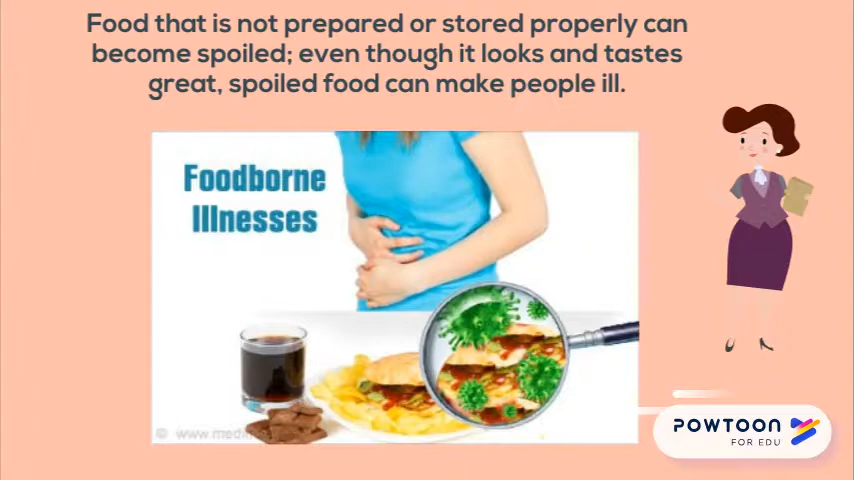 Food that is not prepared or stored properly can
become spoiled; even though it looks and tastes
great, spoiled food can make people ill.
Foodborne
Illnesses
POWTOON
FOR EDU